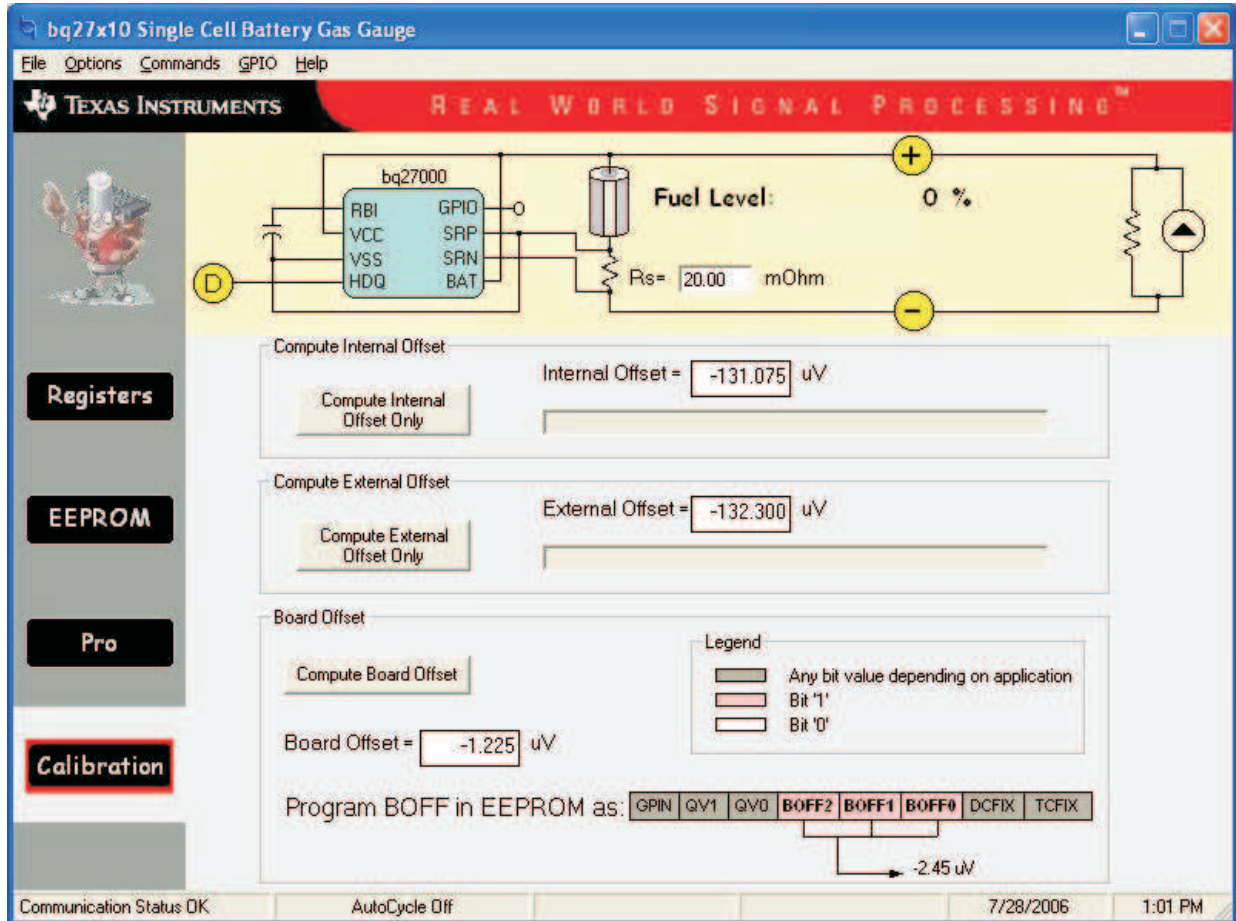 bq27x10 Single Cell Battery Gas Gauge
File Options Commands GPIO Help
TEXAS INSTRUMENTS REAL WORLD SIGNAL PROCESSING™
bq27000
RBI GPIO
VCC SRP
VSS SRN
HDQ BAT
D
+
Fuel Level: 0 %
Rs= 20.00 mOhm
-
Registers
EEPROM
Pro
Calibration
Compute Internal Offset
Compute Internal
Offset Only
Internal Offset = -131.075 uV
Compute External Offset
Compute External
Offset Only
External Offset = -132.300 uV
Board Offset
Compute Board Offset
Legend
Any bit value depending on application
Bit '1'
Bit '0'
Board Offset = -1.225 uV
Program BOFF in EEPROM as: GPIN QV1 QV0 BOFF2 BOFF1 BOFF0 DCFIX TCFIX
-2.45 uV
Communication Status OK AutoCycle Off 7/28/2006 1:01 PM